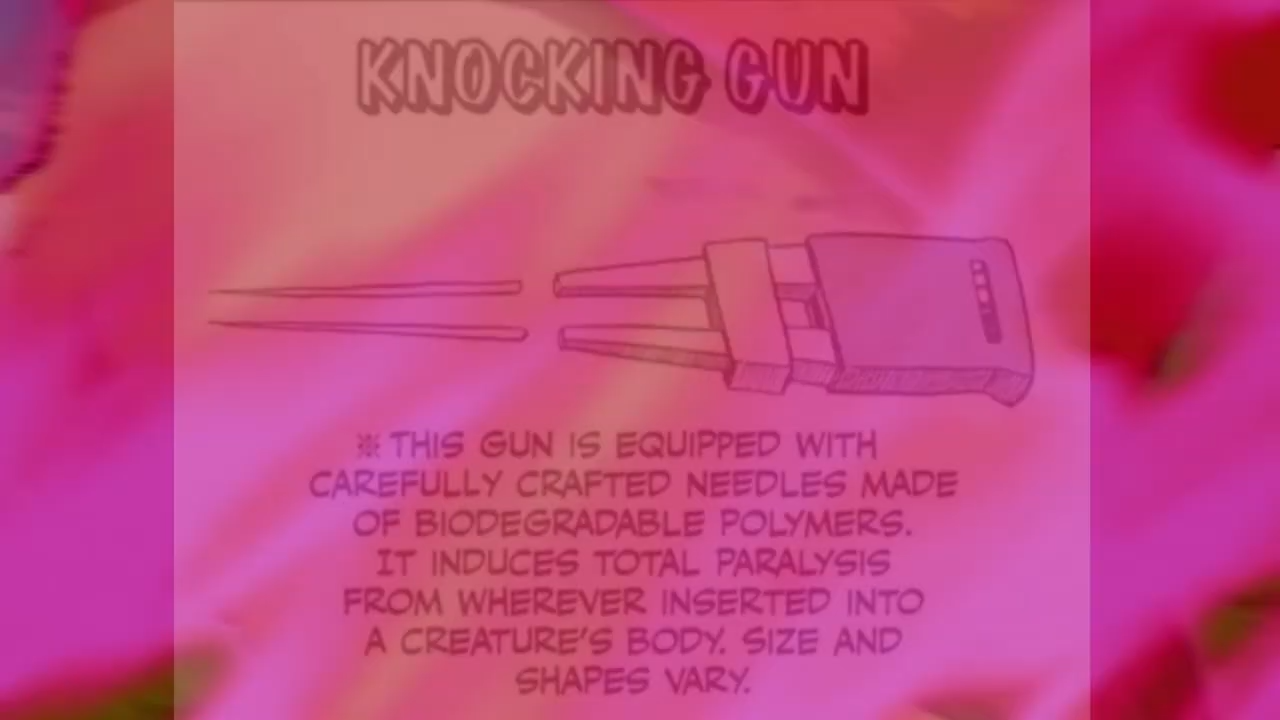 KNOCKING GUN
※ THIS GUN IS EQUIPPED WITH
CAREFULLY CRAFTED NEEDLES MADE
OF BIODEGRADABLE POLYMERS.
IT INDUCES TOTAL PARALYSIS
FROM WHEREVER INSERTED INTO
A CREATURE'S BODY. SIZE AND
SHAPES VARY.